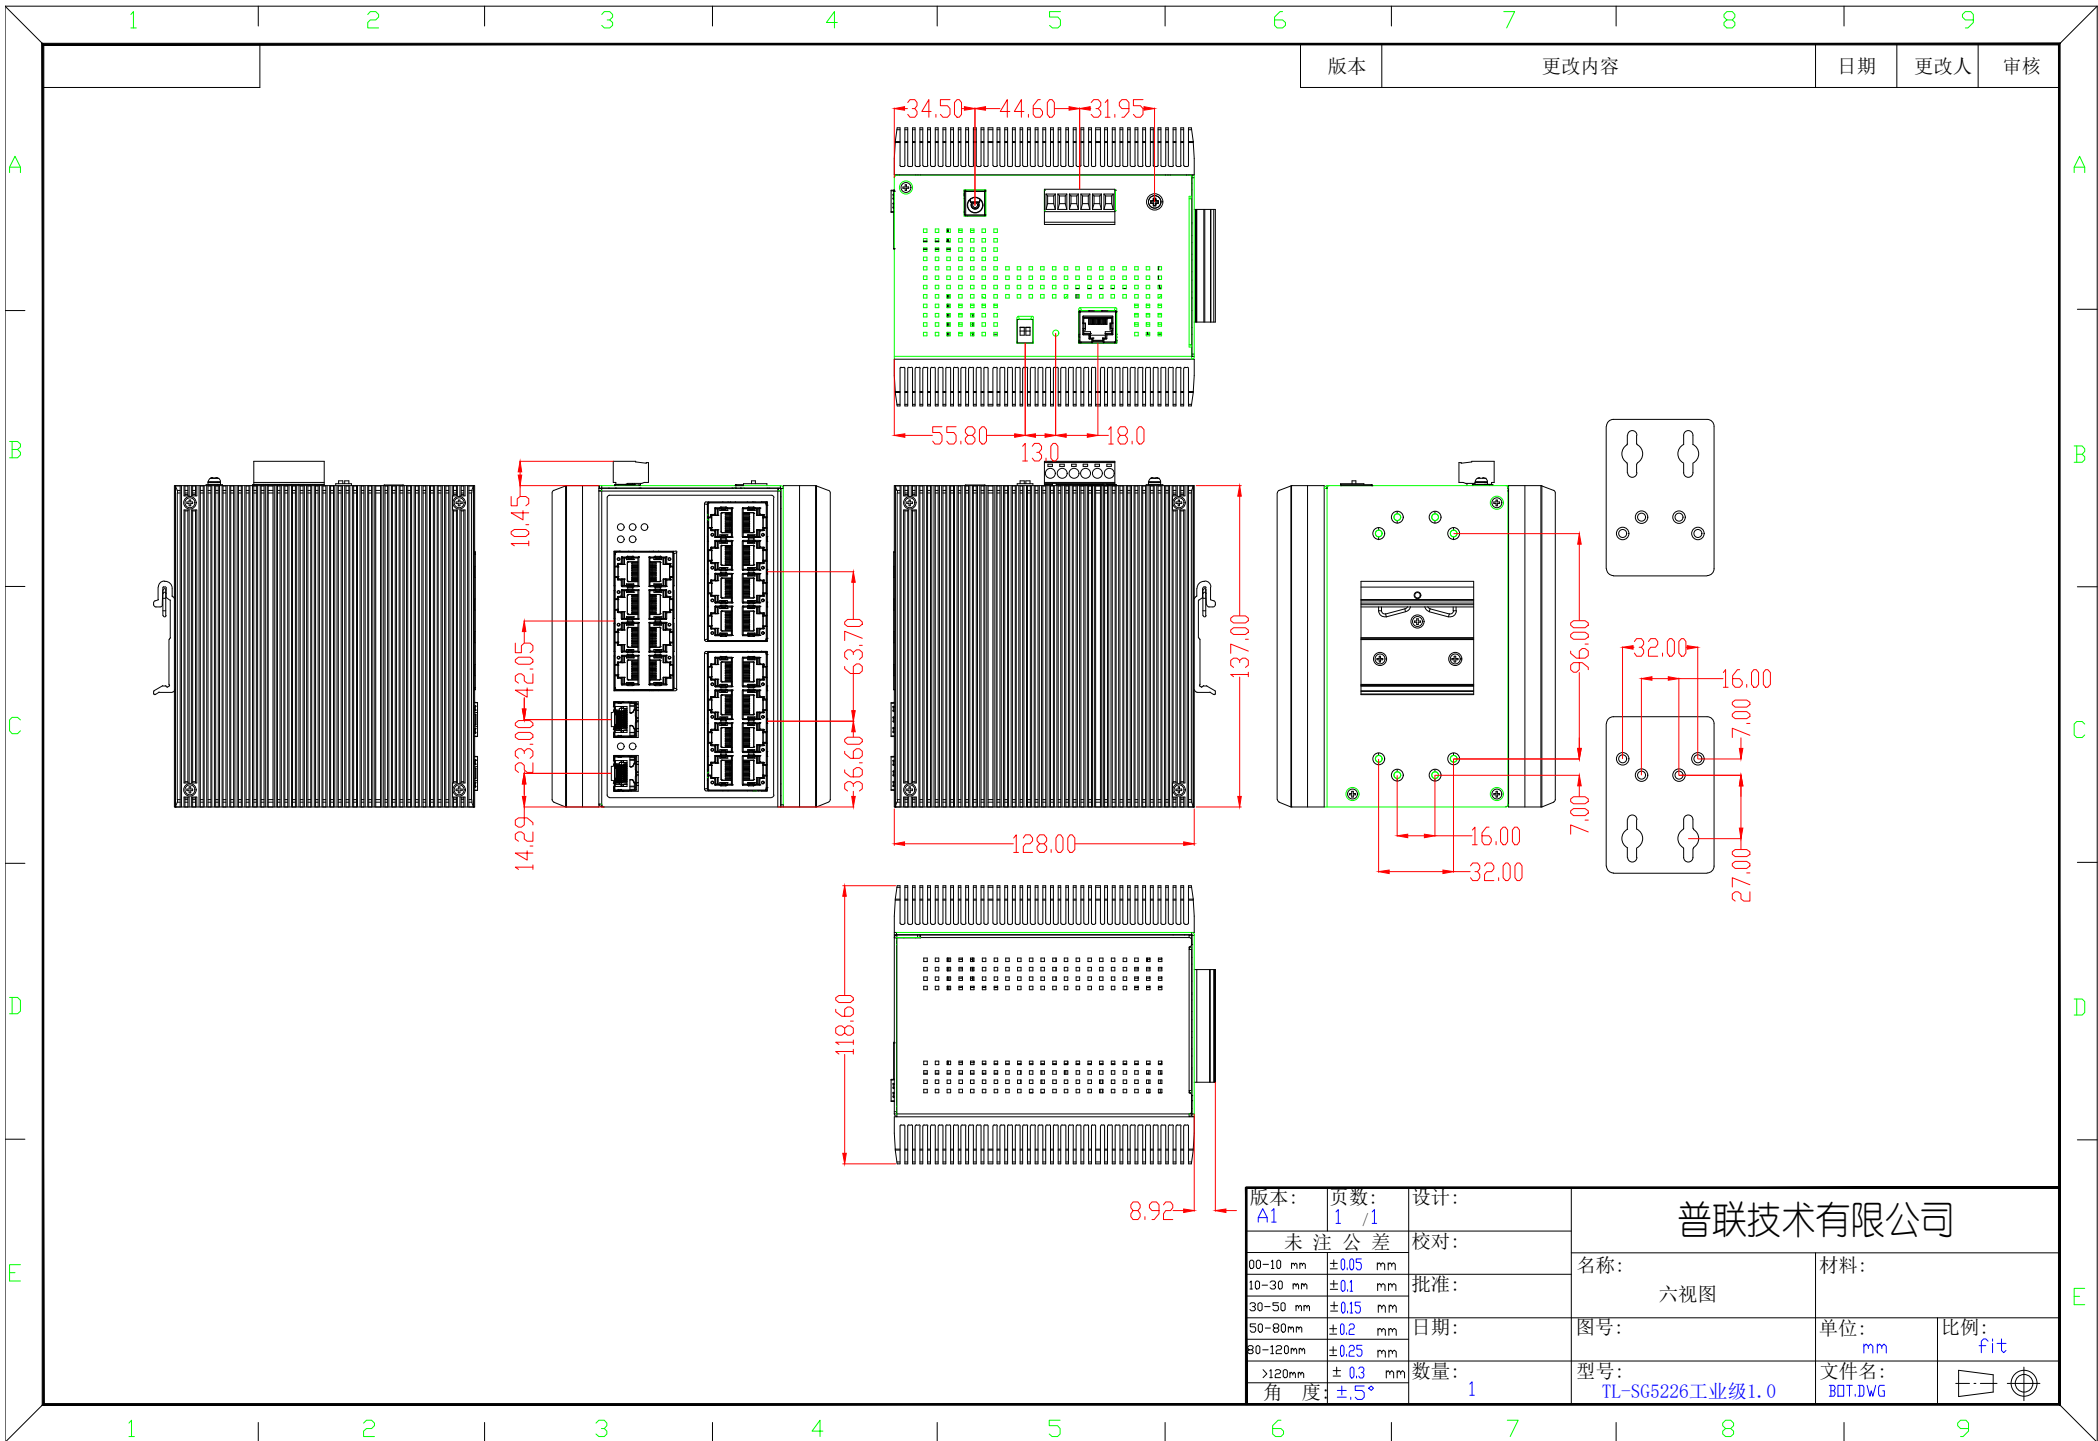 1 2 3 4 5 6 7 8 9
版本 更改内容 日期 更改人 审核
A A
34.50 44.60 31.95
55.80 13.0 18.0
B B
10.45
42.05
23.00
14.29
63.70
36.60
137.00
128.00
96.00
7.00
16.00
32.00
32.00
16.00
7.00
27.00
C C
118.60
8.92
D D
E E
版本: 页数: 设计:
A1 1 /1
普联技术有限公司
未 注 公 差 校对:
00-10 mm ±0.05 mm
名称: 材料:
10-30 mm ±0.1 mm 批准:
六视图
30-50 mm ±0.15 mm
50-80mm ±0.2 mm 日期: 图号: 单位: 比例:
mm fit
80-120mm ±0.25 mm
>120mm ± 0.3 mm 数量: 型号: 文件名:
角 度: ±.5° 1 TL-SG5226工业级1.0 BOT.DWG
1 2 3 4 5 6 7 8 9